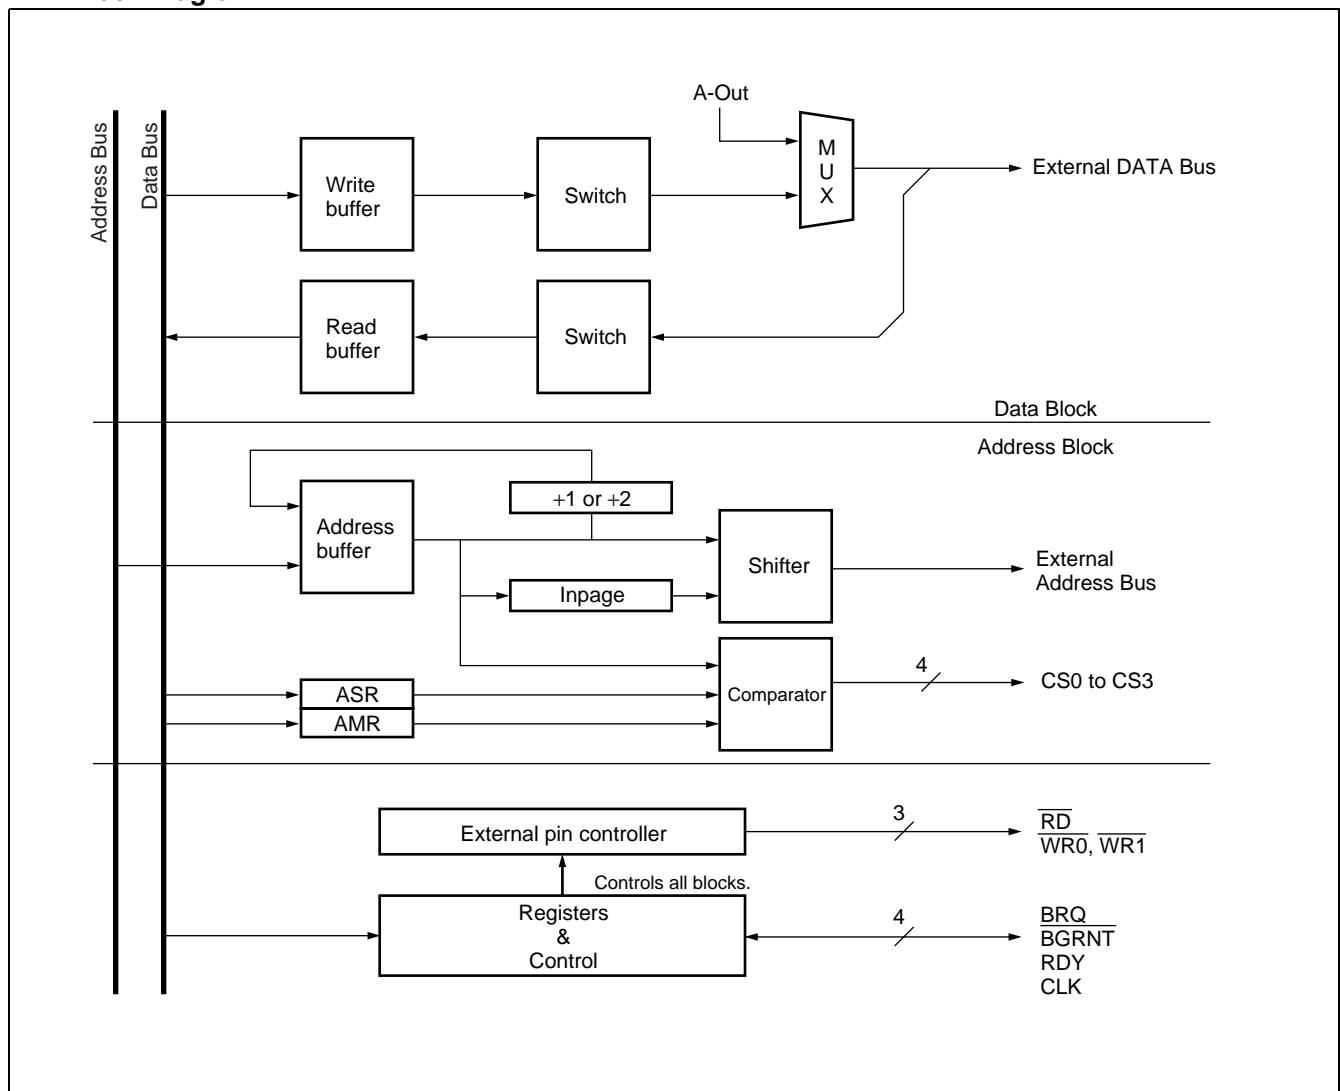 A-Out
Address Bus
Data Bus
Write
buffer
Switch
M
U
X
External DATA Bus
Read
buffer
Switch
Data Block
Address Block
+1 or +2
Address
buffer
Shifter
External
Address Bus
Inpage
ASR
AMR
Comparator
4
CS0 to CS3
External pin controller
3
RD
WR0, WR1
Controls all blocks.
Registers
&
Control
4
BRQ
BGRNT
RDY
CLK